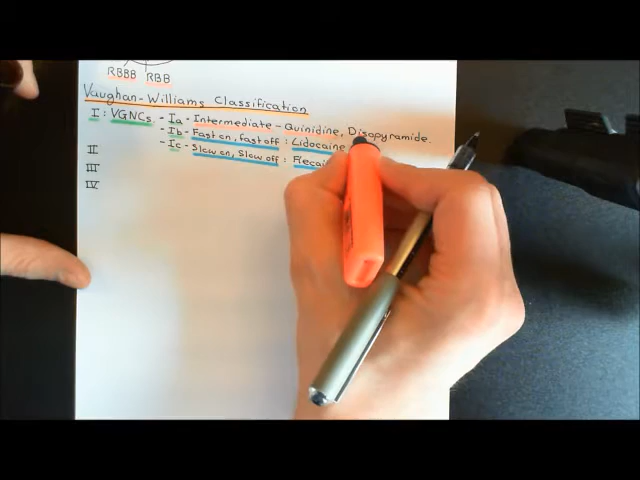 RBBB RBB
Vaughan-Williams Classification
I: VGNCs - Ia - Intermediate - Quinidine, Disopyramide.
- Ib - Fast on, fast off : Lidocaine
- Ic - Slow on, Slow off :
II
III
IV